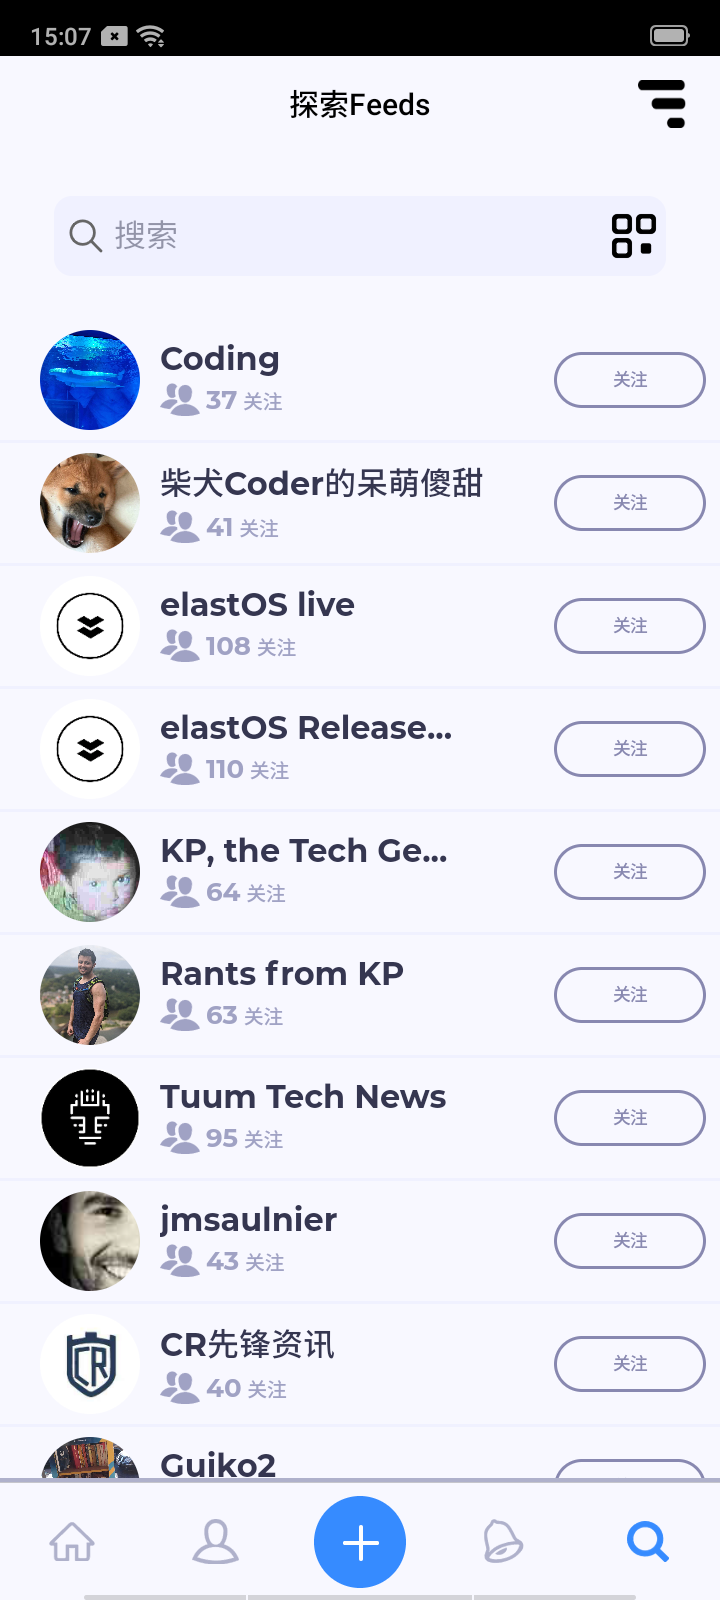 15:07
探索Feeds
搜索
Coding
37 关注
关注
柴犬Coder的呆萌傻甜
41 关注
关注
elastOS live
108 关注
关注
elastOS Release...
110 关注
关注
KP, the Tech Ge...
64 关注
关注
Rants from KP
63 关注
关注
Tuum Tech News
95 关注
关注
jmsaulnier
43 关注
关注
CR
CR先锋资讯
40 关注
关注
Guiko2